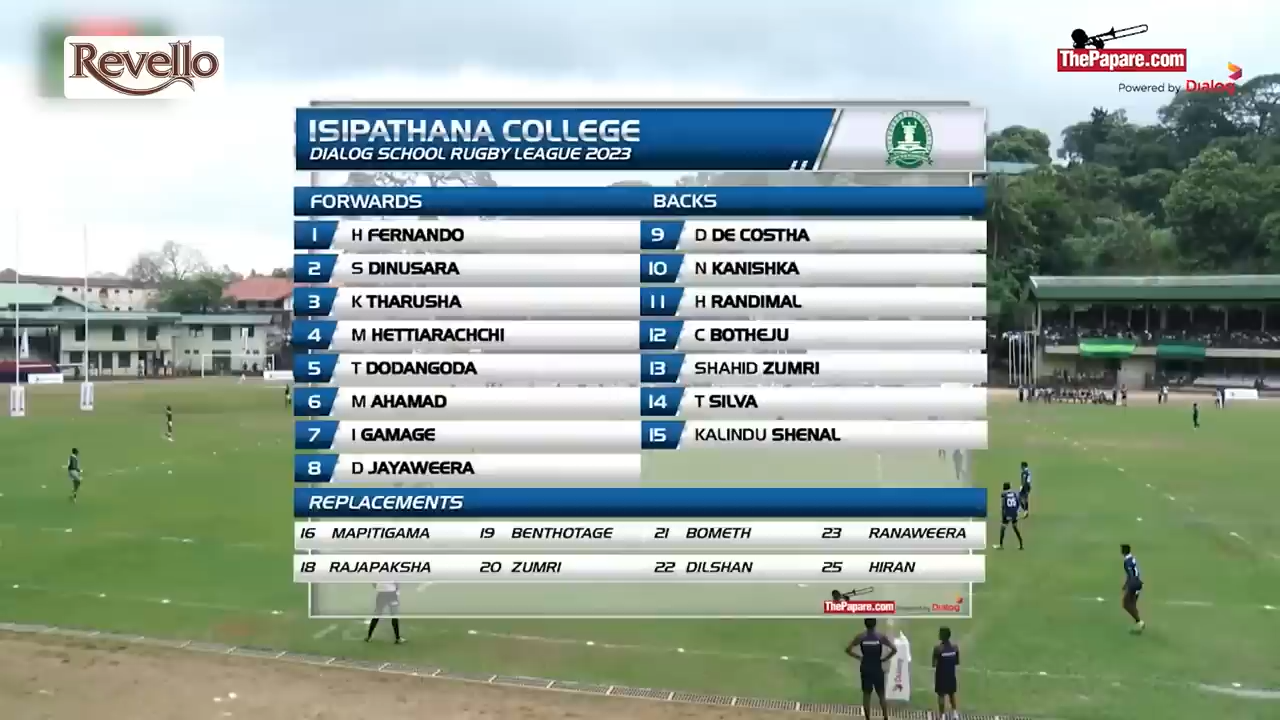 Revello
ThePapare.com
Powered by Dialog
ISIPATHANA COLLEGE
DIALOG SCHOOL RUGBY LEAGUE 2023
FORWARDS BACKS
1 H FERNANDO 9 D DE COSTHA
2 S DINUSARA 10 N KANISHKA
3 K THARUSHA 11 H RANDIMAL
4 M HETTIARACHCHI 12 C BOTHEJU
5 T DODANGODA 13 SHAHID ZUMRI
6 M AHAMAD 14 T SILVA
7 I GAMAGE 15 KALINDU SHENAL
8 D JAYAWEERA
REPLACEMENTS
16 MAPITIGAMA 19 BENTHOTAGE 21 BOMETH 23 RANAWEERA
18 RAJAPAKSHA 20 ZUMRI 22 DILSHAN 25 HIRAN
ThePapare.com Powered by Dialog
Dialog